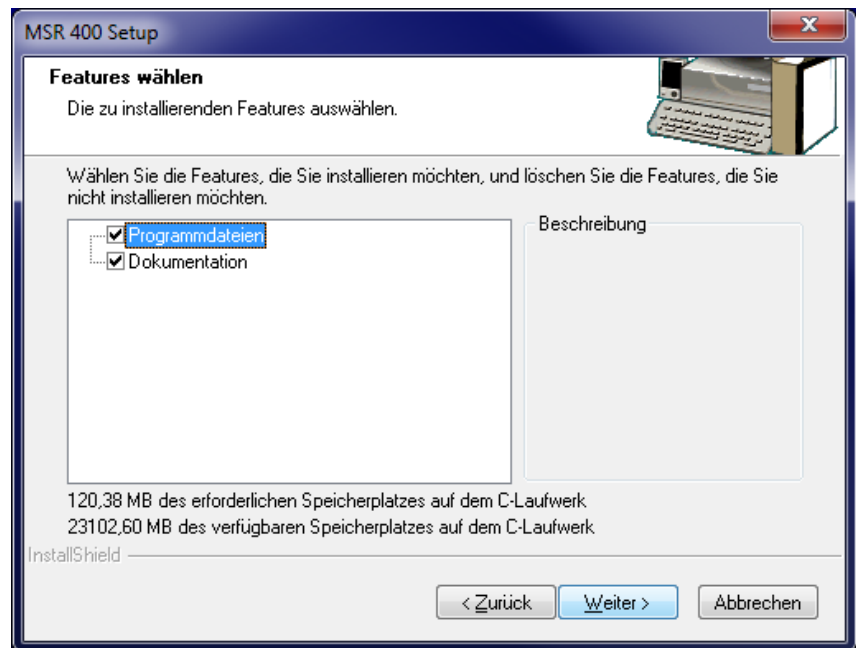 MSR 400 Setup
Features wählen
Die zu installierenden Features auswählen.
Wählen Sie die Features, die Sie installieren möchten, und löschen Sie die Features, die Sie
nicht installieren möchten.
Programmdateien
Dokumentation
Beschreibung
120,38 MB des erforderlichen Speicherplatzes auf dem C-Laufwerk
23102,60 MB des verfügbaren Speicherplatzes auf dem C-Laufwerk
InstallShield
< Zurück
Weiter >
Abbrechen